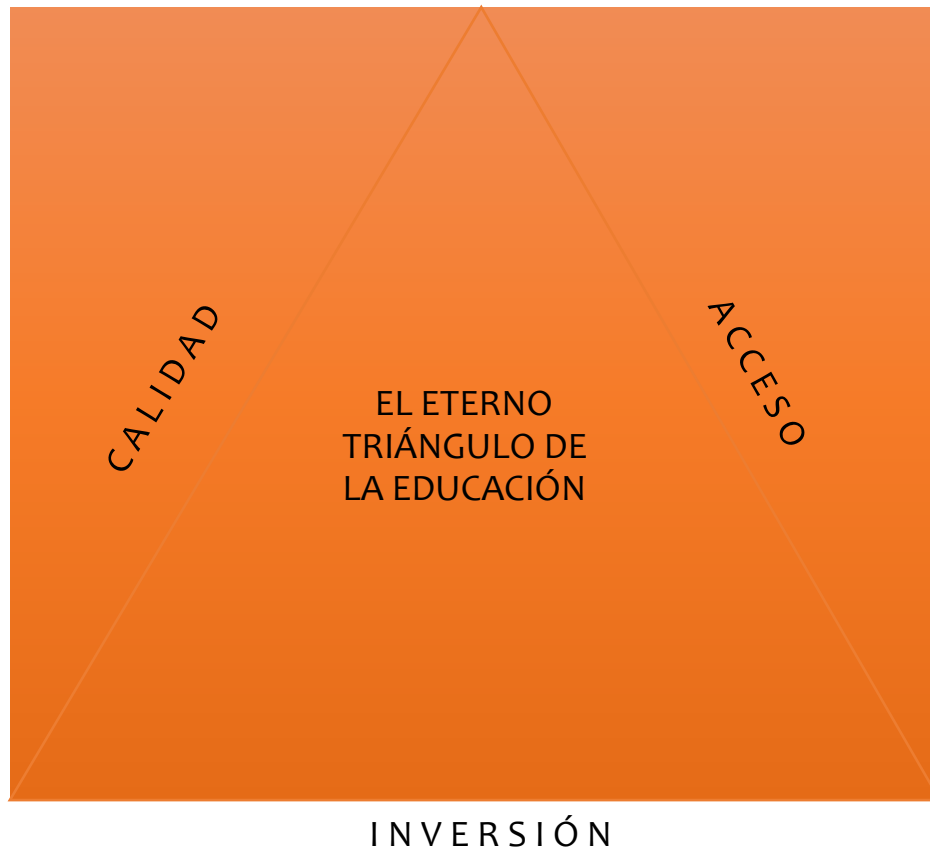 CALIDAD
ACCESO
EL ETERNO
TRIÁNGULO DE
LA EDUCACIÓN
INVERSIÓN